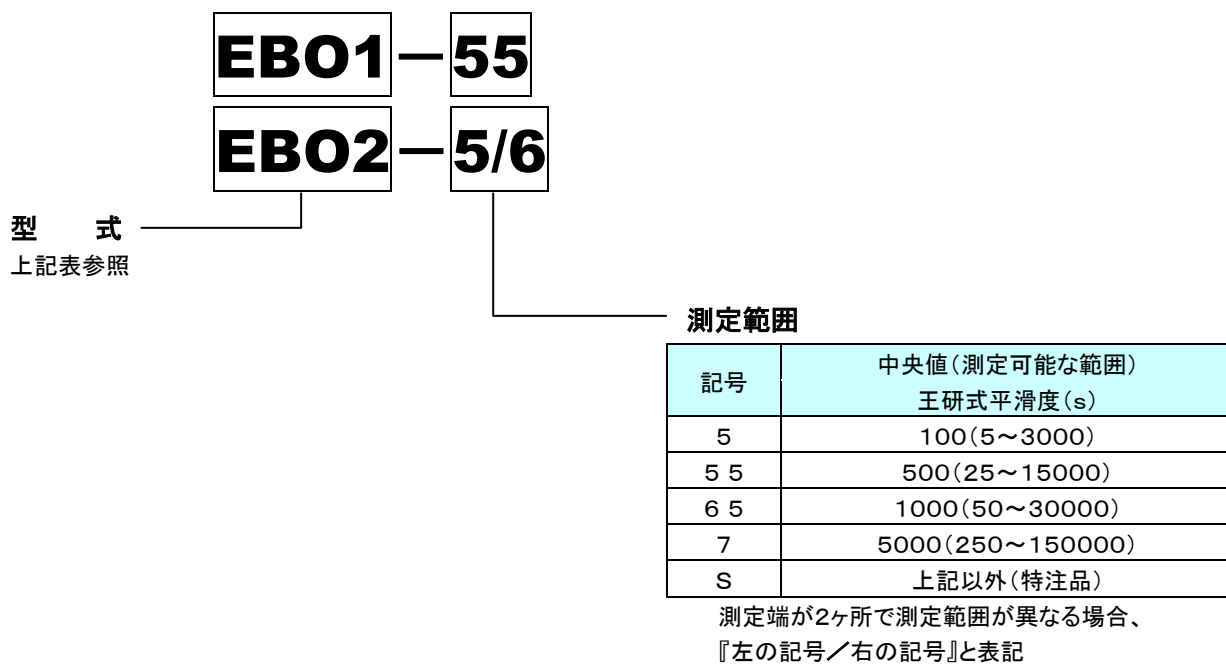 EBO1－55
EBO2－5/6
型　式
上記表参照
測定範囲
記号
中央値（測定可能な範囲）
王研式平滑度（s）
5
100（5～3000）
5 5
500（25～15000）
6 5
1000（50～30000）
7
5000（250～150000）
S
上記以外（特注品）
測定端が2ヶ所で測定範囲が異なる場合、
『左の記号／右の記号』と表記